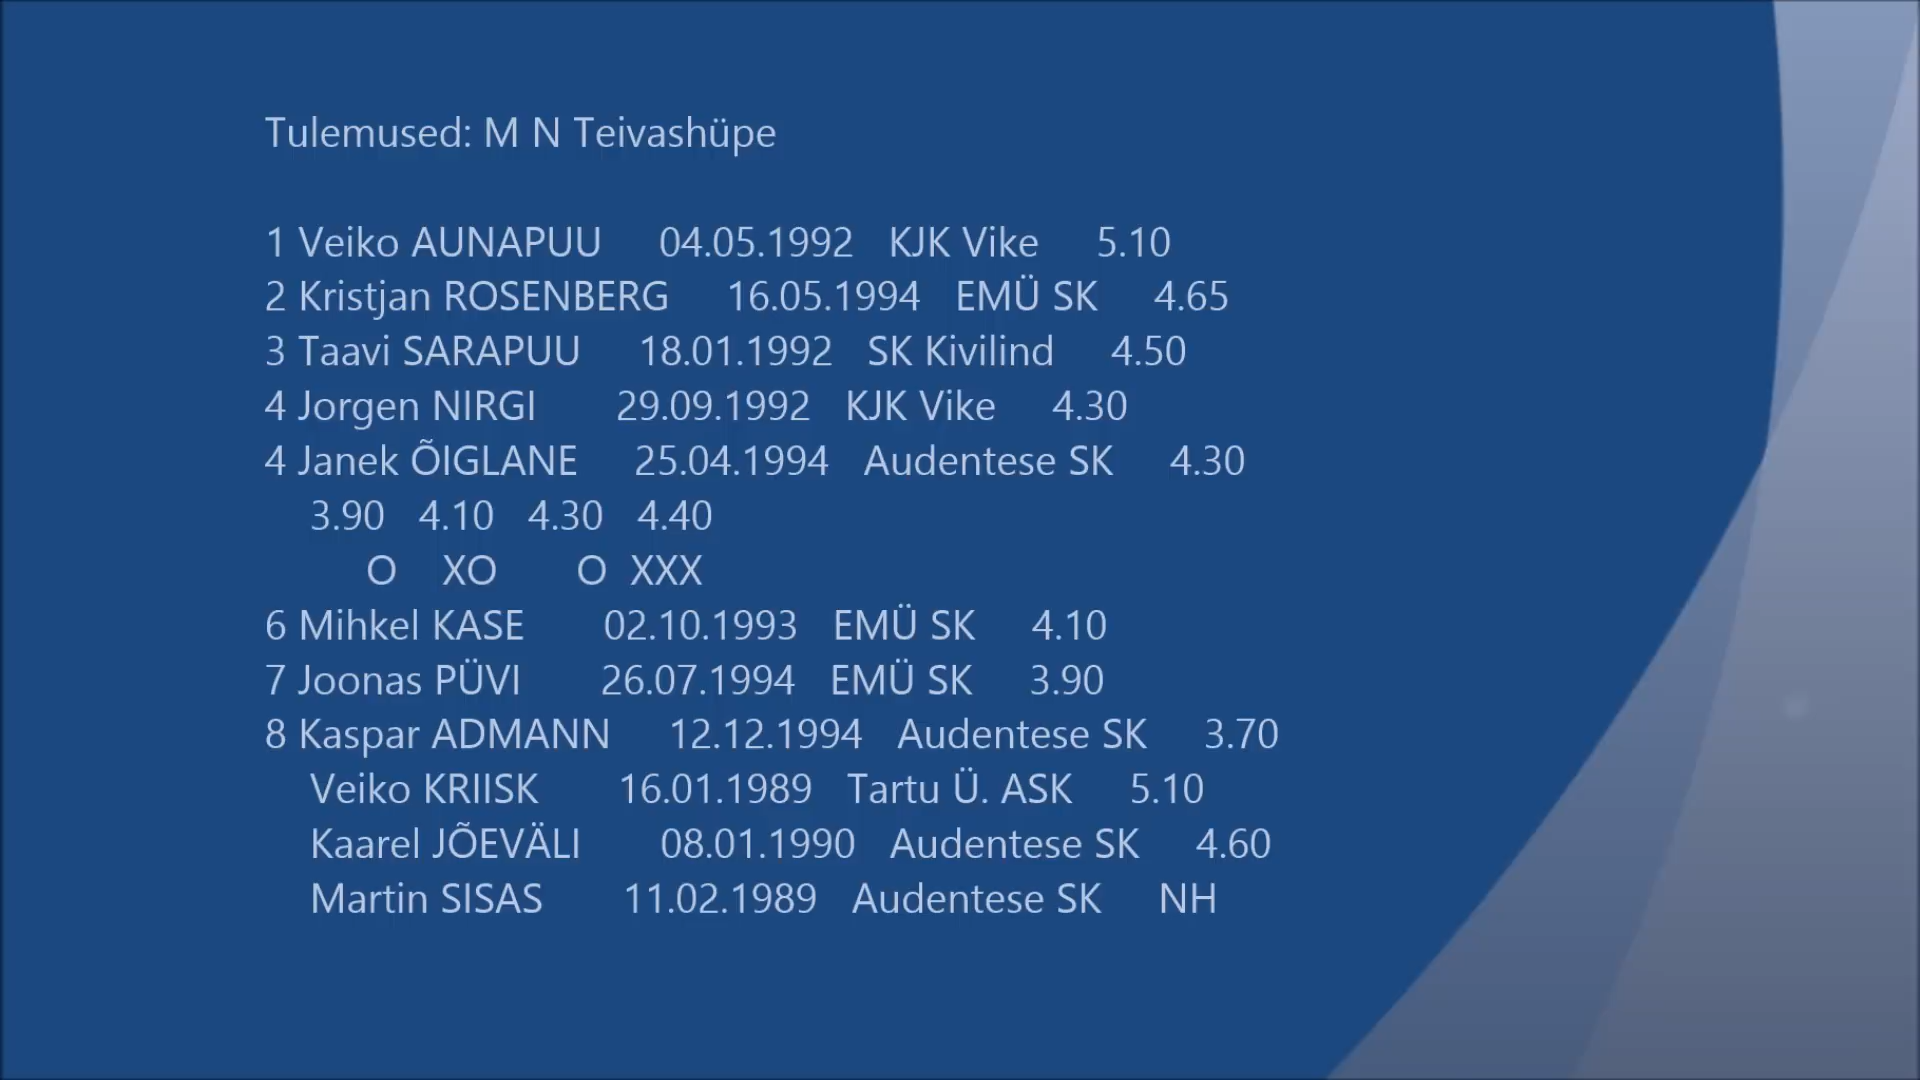 Tulemused: M N Teivashüpe
1 Veiko AUNAPUU 04.05.1992 KJK Vike 5.10
2 Kristjan ROSENBERG 16.05.1994 EMÜ SK 4.65
3 Taavi SARAPUU 18.01.1992 SK Kivilind 4.50
4 Jorgen NIRGI 29.09.1992 KJK Vike 4.30
4 Janek ÕIGLANE 25.04.1994 Audentese SK 4.30
3.90 4.10 4.30 4.40
O XO O XXX
6 Mihkel KASE 02.10.1993 EMÜ SK 4.10
7 Joonas PÜVI 26.07.1994 EMÜ SK 3.90
8 Kaspar ADMANN 12.12.1994 Audentese SK 3.70
Veiko KRIISK 16.01.1989 Tartu Ü. ASK 5.10
Kaarel JÕEVÄLI 08.01.1990 Audentese SK 4.60
Martin SISAS 11.02.1989 Audentese SK NH